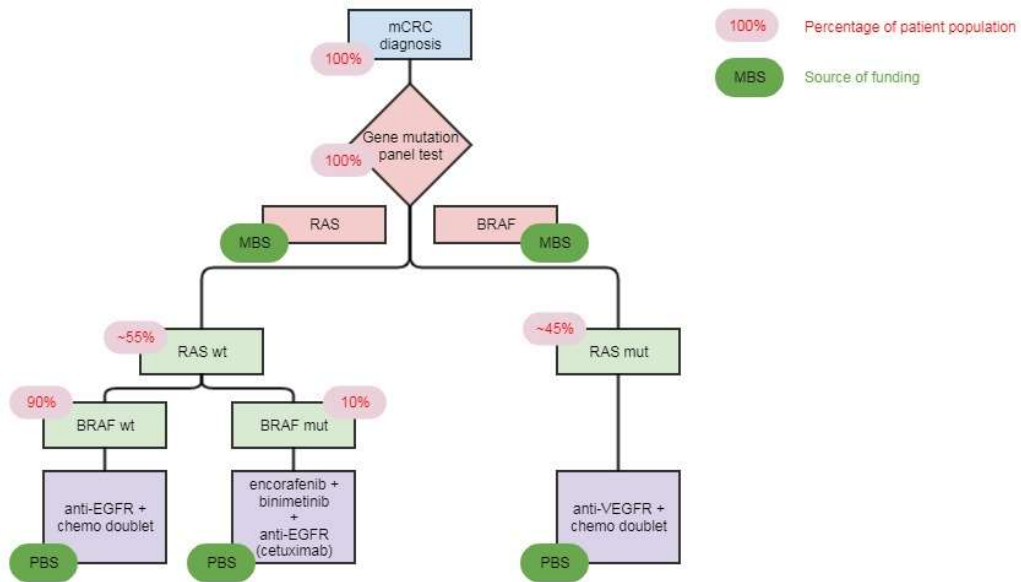 mCRC
diagnosis
100%
100%
Percentage of patient population
MBS
Source of funding
Gene mutation
panel test
100%
RAS
MBS
BRAF
MBS
~55%
RAS wt
~45%
RAS mut
90%
BRAF wt
10%
BRAF mut
anti-EGFR +
chemo doublet
PBS
encorafenib +
binimetinib
+
anti-EGFR
(cetuximab)
PBS
anti-VEGFR +
chemo doublet
PBS